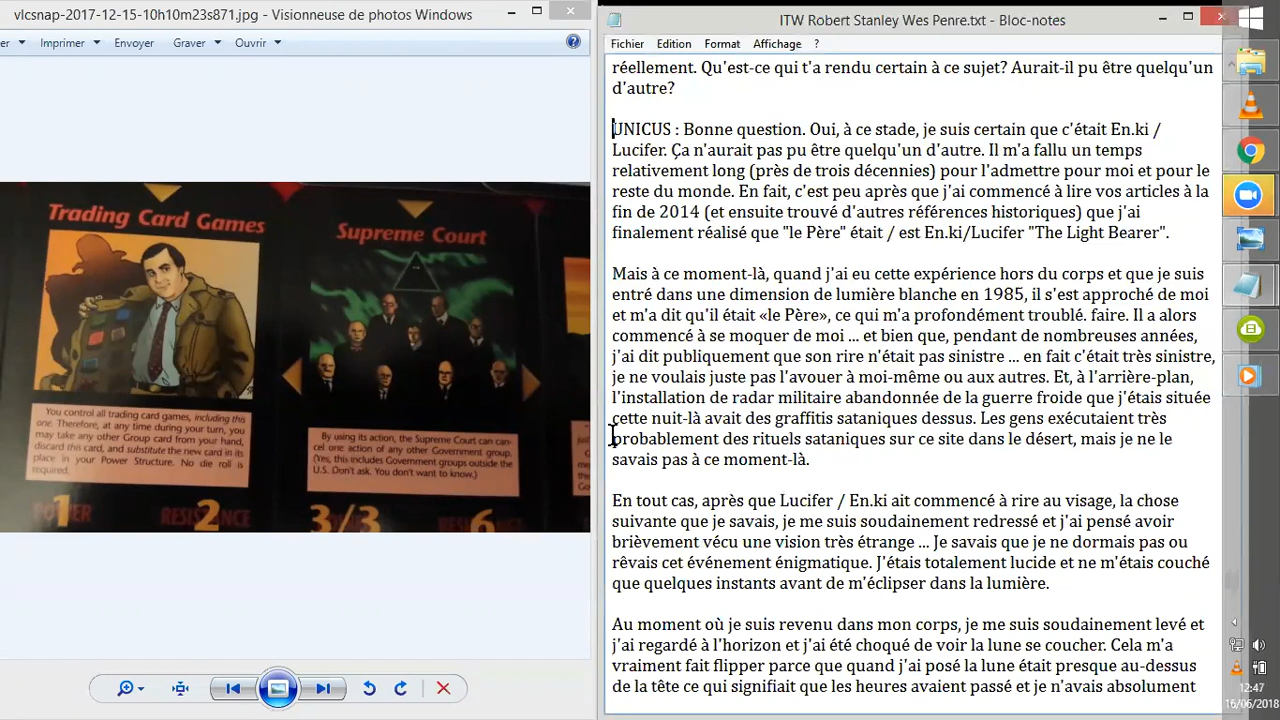 vlcsnap-2017-12-15-10h10m23s871.jpg - Visionneuse de photos Windows
Imprimer
Envoyer
Graver
Ouvrir
Trading Card Games
You control all trading card games, including this
one. Therefore, at any time during your turn, you
may take any other Group card from your hand,
discard this card, and substitute the new card in its
place in your Power Structure. No die roll is
required.
1
2
Supreme Court
By using its action, the Supreme Court can can-
cel one action of any other Government group.
(Yes, this includes Government groups outside the
U.S. Don't ask. You don't want to know.)
3/3
6
ITW Robert Stanley Wes Penre.txt - Bloc-notes
Fichier Edition Format Affichage ?
réellement. Qu'est-ce qui t'a rendu certain à ce sujet? Aurait-il pu être quelqu'un
d'autre?
UNICUS : Bonne question. Oui, à ce stade, je suis certain que c'était En.ki /
Lucifer. Ça n'aurait pas pu être quelqu'un d'autre. Il m'a fallu un temps
relativement long (près de trois décennies) pour l'admettre pour moi et pour le
reste du monde. En fait, c'est peu après que j'ai commencé à lire vos articles à la
fin de 2014 (et ensuite trouvé d'autres références historiques) que j'ai
finalement réalisé que "le Père" était / est En.ki/Lucifer "The Light Bearer".
Mais à ce moment-là, quand j'ai eu cette expérience hors du corps et que je suis
entré dans une dimension de lumière blanche en 1985, il s'est approché de moi
et m'a dit qu'il était «le Père», ce qui m'a profondément troublé. faire. Il a alors
commencé à se moquer de moi ... et bien que, pendant de nombreuses années,
j'ai dit publiquement que son rire n'était pas sinistre ... en fait c'était très sinistre,
je ne voulais juste pas l'avouer à moi-même ou aux autres. Et, à l'arrière-plan,
l'installation de radar militaire abandonnée de la guerre froide que j'étais située
cette nuit-là avait des graffitis sataniques dessus. Les gens exécutaient très
probablement des rituels sataniques sur ce site dans le désert, mais je ne le
savais pas à ce moment-là.
En tout cas, après que Lucifer / En.ki ait commencé à rire au visage, la chose
suivante que je savais, je me suis soudainement redressé et j'ai pensé avoir
brièvement vécu une vision très étrange ... Je savais que je ne dormais pas ou
rêvais cet événement énigmatique. J'étais totalement lucide et ne m'étais couché
que quelques instants avant de m'éclipser dans la lumière.
Au moment où je suis revenu dans mon corps, je me suis soudainement levé et
j'ai regardé à l'horizon et j'ai été choqué de voir la lune se coucher. Cela m'a
vraiment fait flipper parce que quand j'ai posé la lune était presque au-dessus
de la tête ce qui signifiait que les heures avaient passé et je n'avais absolument
12:47
16/06/2018